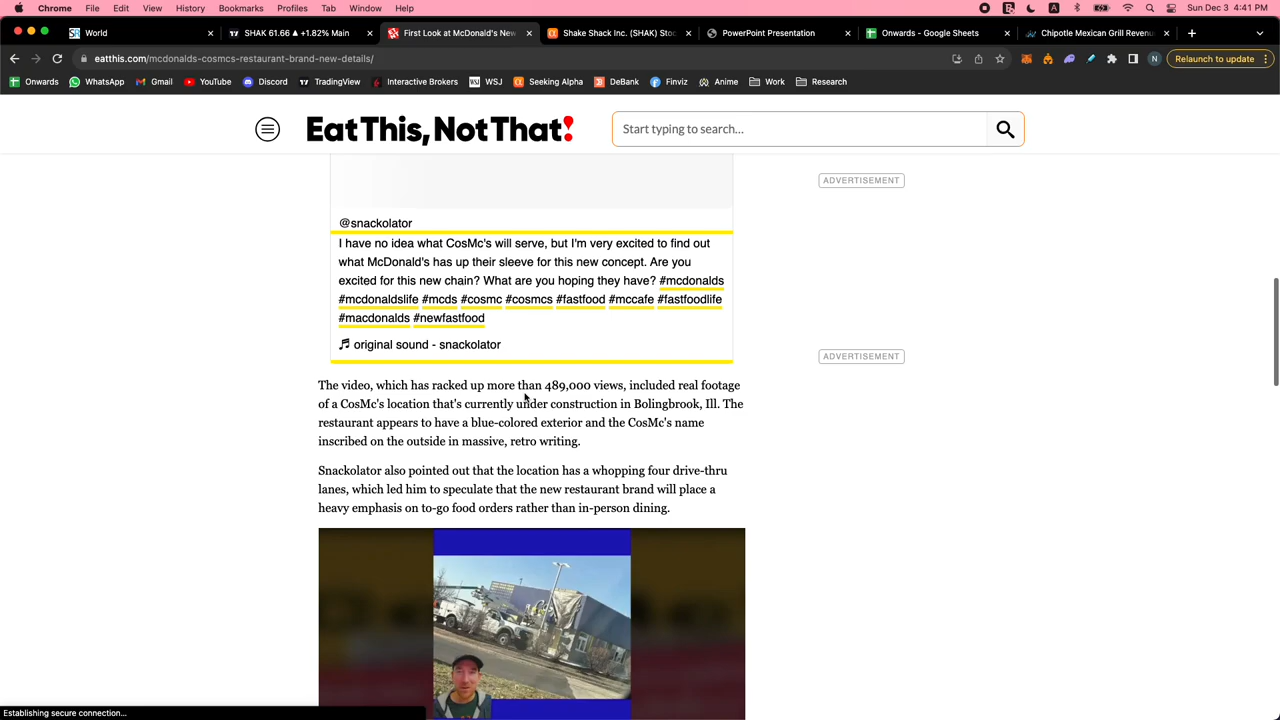 Chrome File Edit View History Bookmarks Profiles Tab Window Help
A Sun Dec 3 4:41 PM
World
SHAK 61.66 ▲ +1.82% Main
First Look at McDonald's New
Shake Shack Inc. (SHAK) Stoc
PowerPoint Presentation
Onwards - Google Sheets
Chipotle Mexican Grill Revenu
eatthis.com/mcdonalds-cosmcs-restaurant-brand-new-details/
N Relaunch to update
Onwards WhatsApp Gmail YouTube Discord TradingView Interactive Brokers WSJ Seeking Alpha DeBank Finviz Anime Work Research
Eat This, Not That!
Start typing to search...
ADVERTISEMENT
@snackolator
I have no idea what CosMc's will serve, but I'm very excited to find out
what McDonald's has up their sleeve for this new concept. Are you
excited for this new chain? What are you hoping they have? #mcdonalds
#mcdonaldslife #mcds #cosmc #cosmcs #fastfood #mccafe #fastfoodlife
#macdonalds #newfastfood
♬ original sound - snackolator
ADVERTISEMENT
The video, which has racked up more than 489,000 views, included real footage
of a CosMc's location that's currently under construction in Bolingbrook, Ill. The
restaurant appears to have a blue-colored exterior and the CosMc's name
inscribed on the outside in massive, retro writing.
Snackolator also pointed out that the location has a whopping four drive-thru
lanes, which led him to speculate that the new restaurant brand will place a
heavy emphasis on to-go food orders rather than in-person dining.
Establishing secure connection...